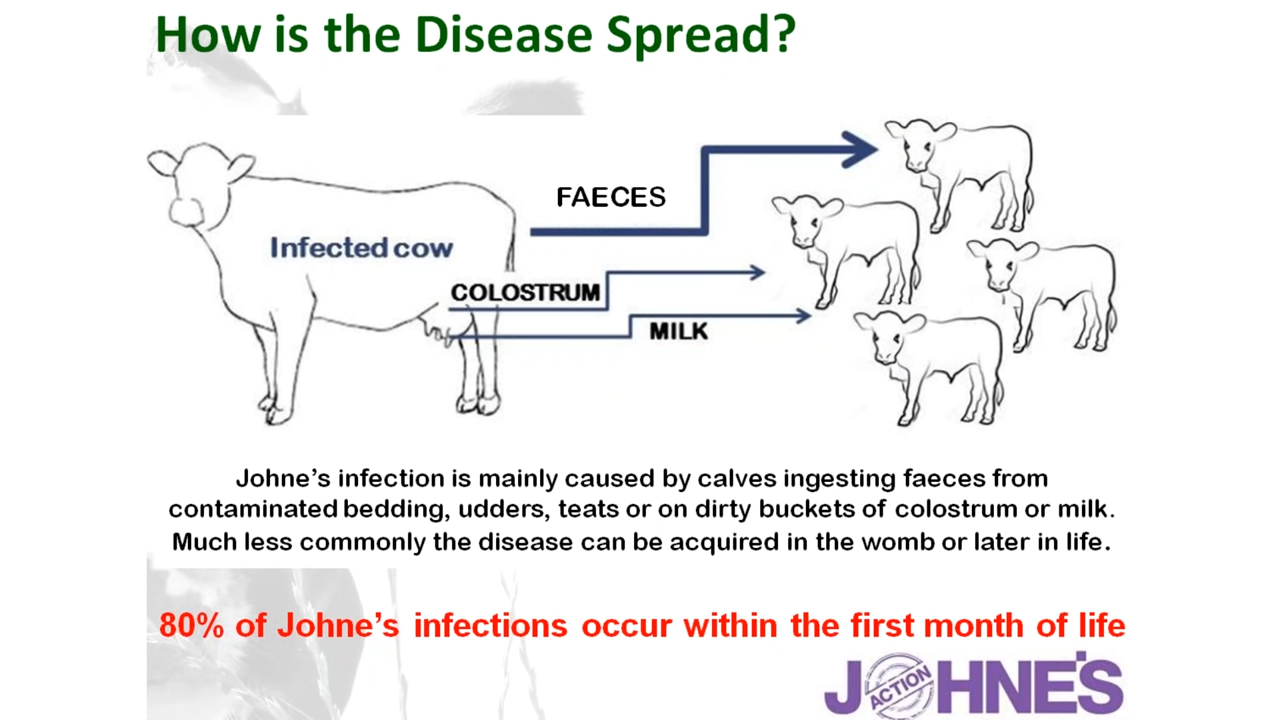 How is the Disease Spread?
FAECES
Infected cow
COLOSTRUM
MILK
Johne’s infection is mainly caused by calves ingesting faeces from
contaminated bedding, udders, teats or on dirty buckets of colostrum or milk.
Much less commonly the disease can be acquired in the womb or later in life.
80% of Johne’s infections occur within the first month of life
ACTION
JOHNE'S